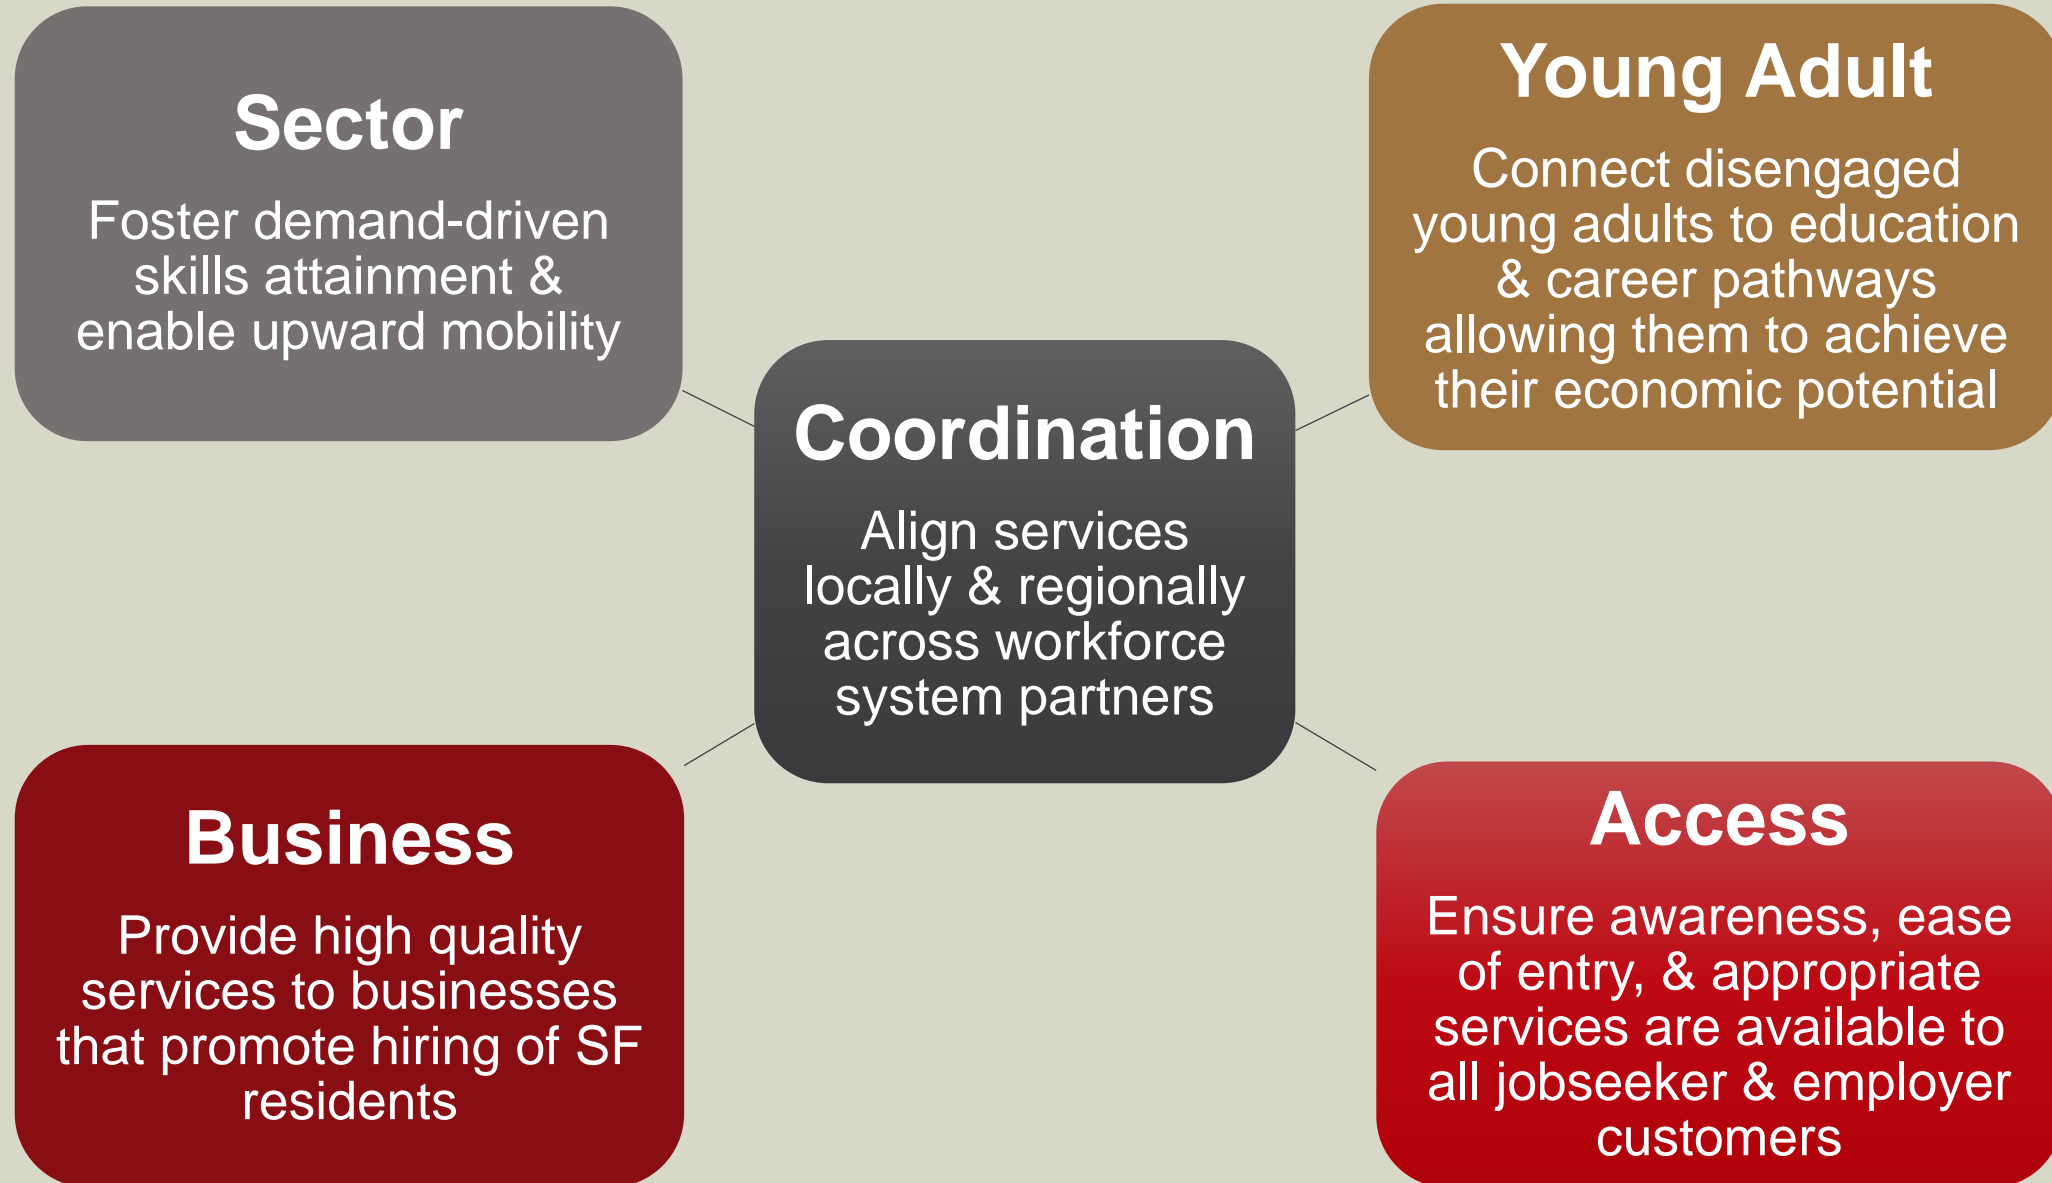 Sector
Foster demand-driven
skills attainment &
enable upward mobility
Young Adult
Connect disengaged
young adults to education
& career pathways
allowing them to achieve
their economic potential
Coordination
Align services
locally & regionally
across workforce
system partners
Business
Provide high quality
services to businesses
that promote hiring of SF
residents
Access
Ensure awareness, ease
of entry, & appropriate
services are available to
all jobseeker & employer
customers